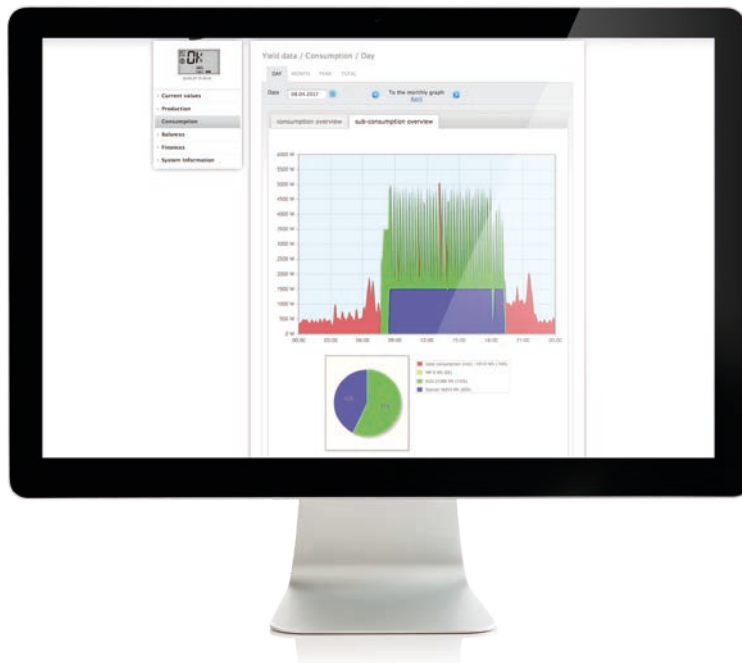 OK
Yield data / Consumption / Day
DAY MONTH YEAR TOTAL
Date 08.04.2017 To the monthly graph
Current values
Production
Consumption
Balances
Finances
System Information
consumption overview sub-consumption overview
6000 W
5500 W
5000 W
4500 W
4000 W
3500 W
3000 W
2500 W
2000 W
1500 W
1000 W
500 W
0 W
00:00 03:00 06:00 09:00 12:00 15:00 18:00 21:00 00:00